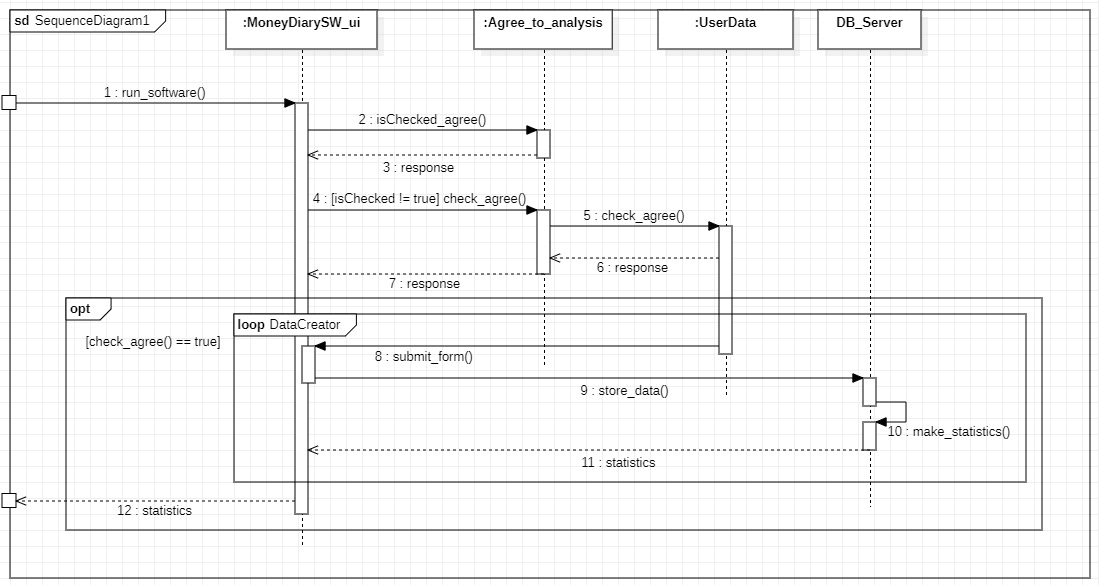 sd SequenceDiagram1
:MoneyDiarySW_ui
:Agree_to_analysis
:UserData
DB_Server
1 : run_software()
2 : isChecked_agree()
3 : response
4 : [isChecked != true] check_agree()
5 : check_agree()
6 : response
7 : response
opt
loop DataCreator
[check_agree() == true]
8 : submit_form()
9 : store_data()
10 : make_statistics()
11 : statistics
12 : statistics